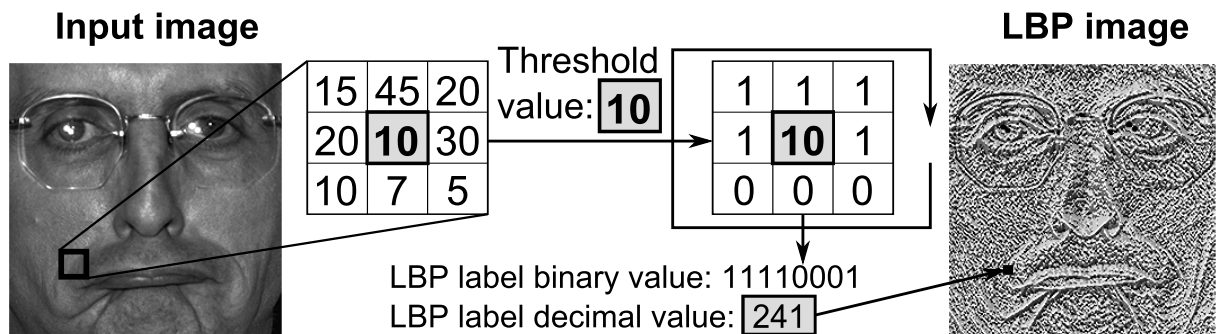 Input image
LBP image
Threshold
value: 10
15 45 20
20 10 30
10 7 5
1 1 1
1 10 1
0 0 0
LBP label binary value: 11110001
LBP label decimal value: 241